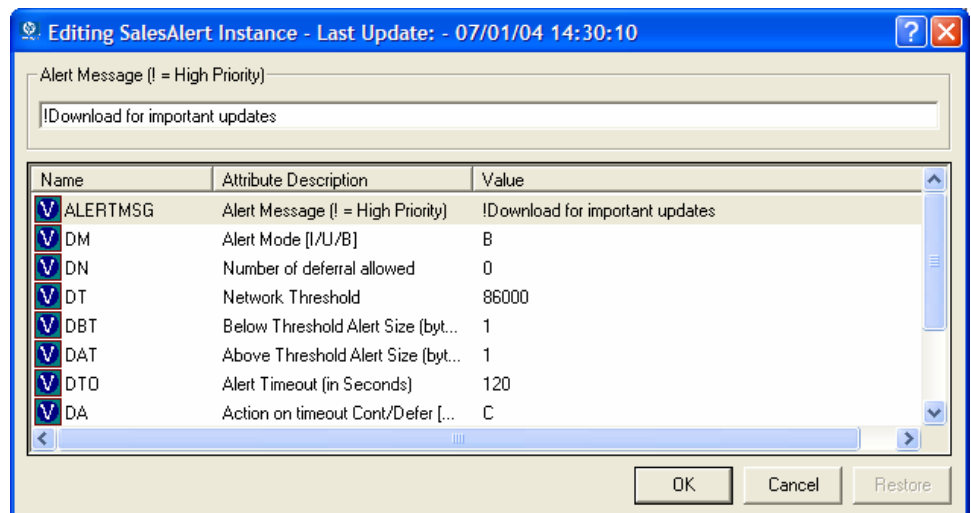 Editing SalesAlert Instance - Last Update: - 07/01/04 14:30:10
Alert Message (! = High Priority)
!Download for important updates
Name Attribute Description Value
V ALERTMSG Alert Message (! = High Priority) !Download for important updates
V DM Alert Mode [I/U/B] B
V DN Number of deferral allowed 0
V DT Network Threshold 86000
V DBT Below Threshold Alert Size (byt... 1
V DAT Above Threshold Alert Size (byt... 1
V DTO Alert Timeout (in Seconds) 120
V DA Action on timeout Cont/Defer [... C
OK Cancel Restore